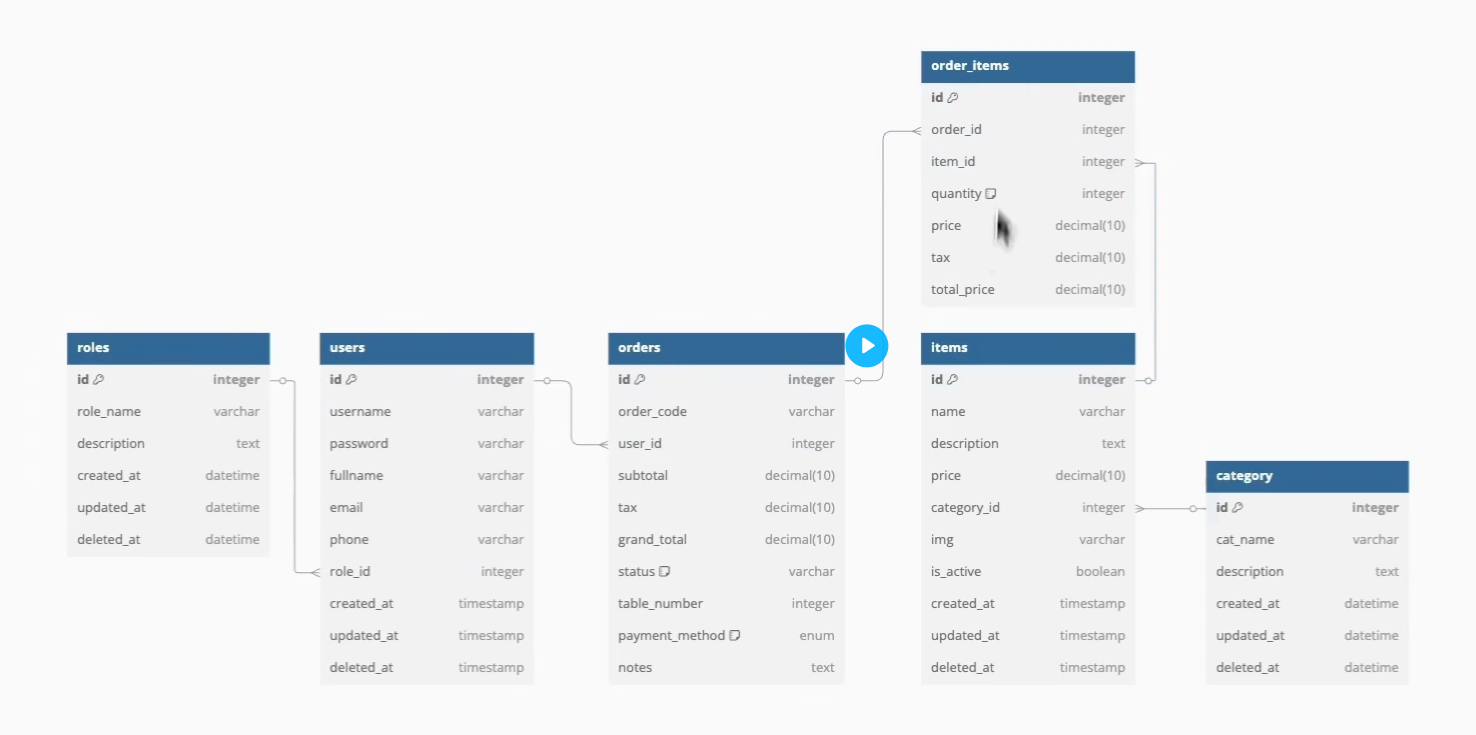 order_items
id integer
order_id integer
item_id integer
quantity integer
price decimal(10)
tax decimal(10)
total_price decimal(10)
roles
id integer
role_name varchar
description text
created_at datetime
updated_at datetime
deleted_at datetime
users
id integer
username varchar
password varchar
fullname varchar
email varchar
phone varchar
role_id integer
created_at timestamp
updated_at timestamp
deleted_at timestamp
orders
id integer
order_code varchar
user_id integer
subtotal decimal(10)
tax decimal(10)
grand_total decimal(10)
status varchar
table_number integer
payment_method enum
notes text
items
id integer
name varchar
description text
price decimal(10)
category_id integer
img varchar
is_active boolean
created_at timestamp
updated_at timestamp
deleted_at timestamp
category
id integer
cat_name varchar
description text
created_at datetime
updated_at datetime
deleted_at datetime